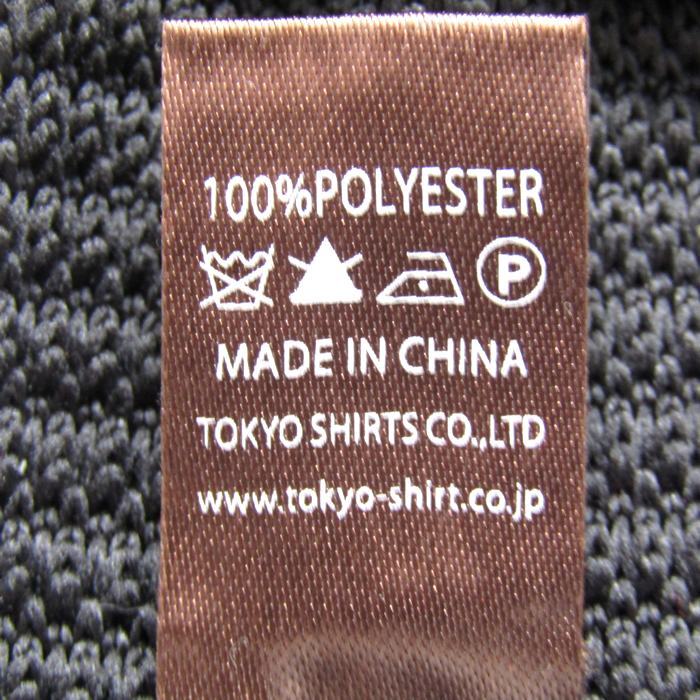 100%POLYESTER
P
MADE IN CHINA
TOKYO SHIRTS CO.,LTD
www.tokyo-shirt.co.jp